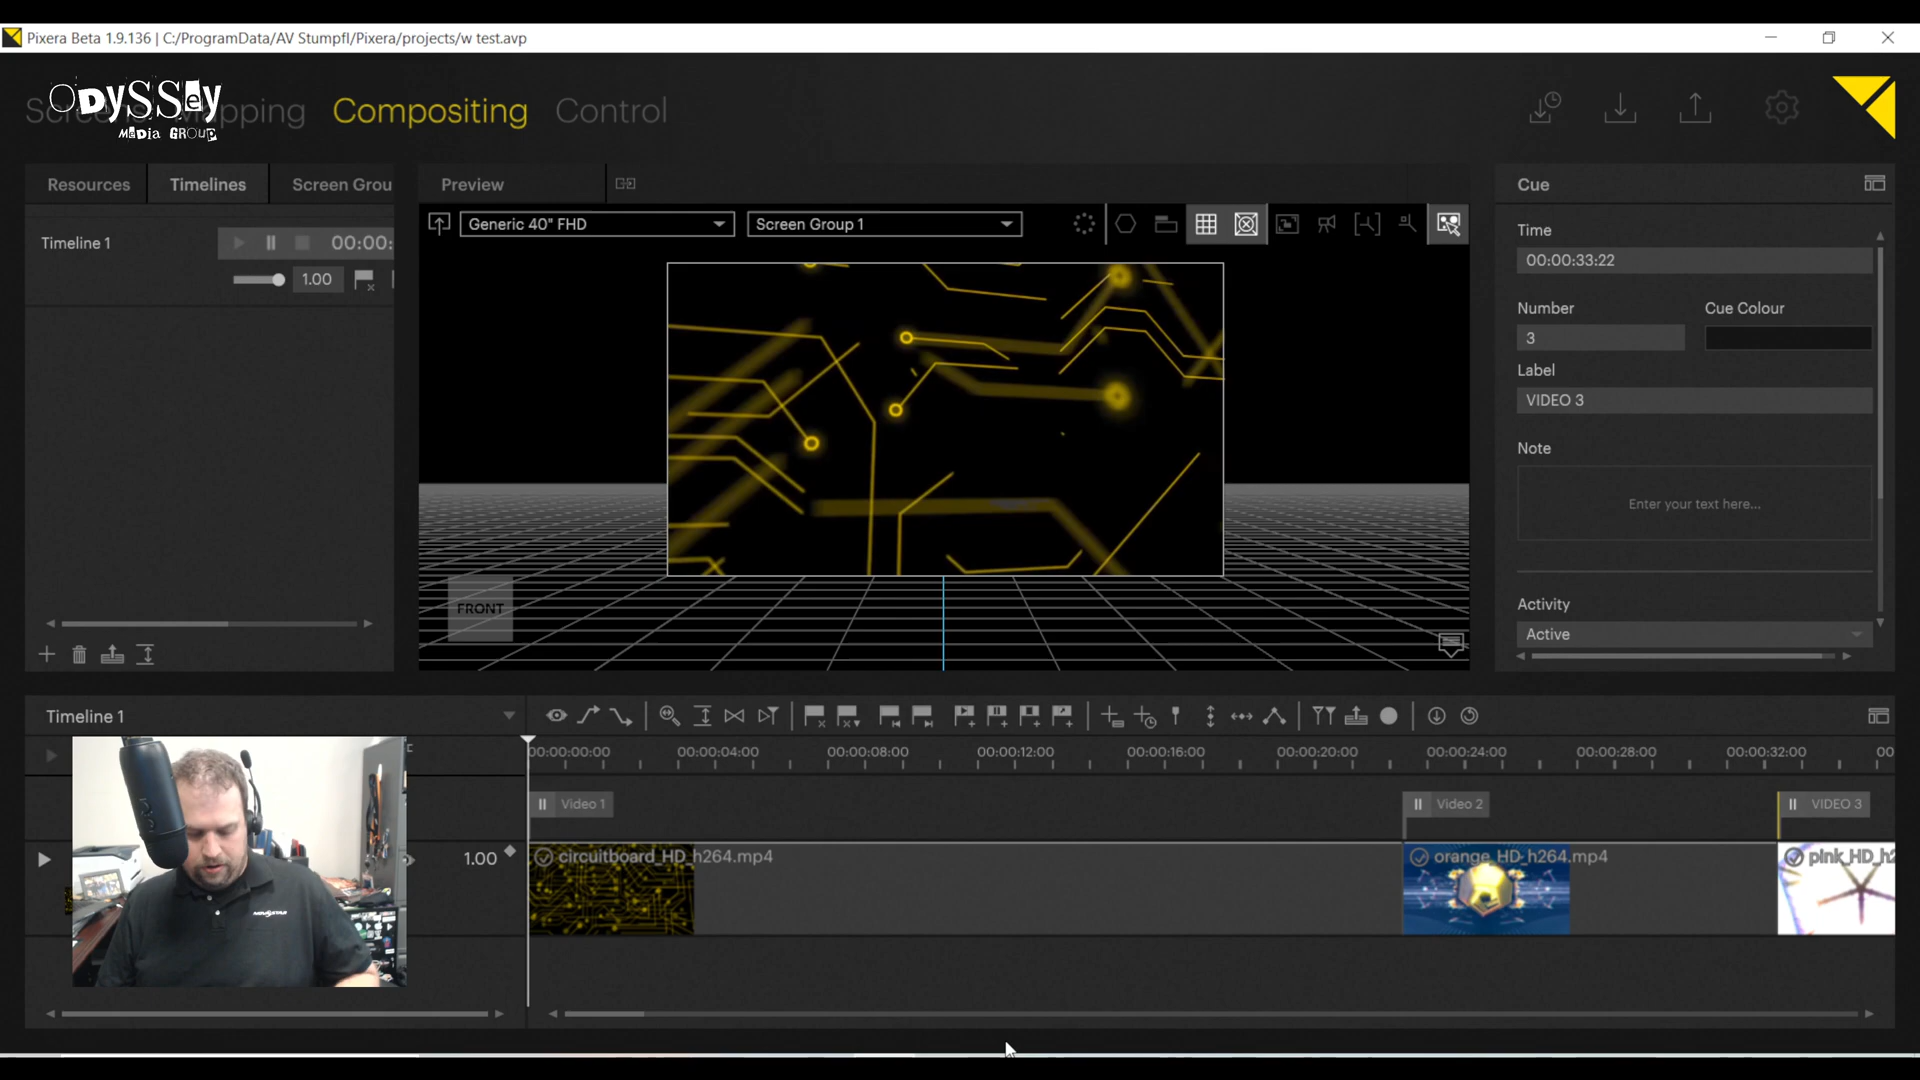 Pixera Beta 1.9.136 | C:/ProgramData/AV Stumpfl/Pixera/projects/w test.avp
ODYSSEY
MEDIA GROUP
Compositing
Control
Resources
Timelines
Screen Grou
Preview
Cue
Timeline 1
00:00:
1.00
Generic 40" FHD
Screen Group 1
FRONT
Time
00:00:33:22
Number
Cue Colour
3
Label
VIDEO 3
Note
Enter your text here...
Activity
Active
Timeline 1
00:00:00:00
00:00:04:00
00:00:08:00
00:00:12:00
00:00:16:00
00:00:20:00
00:00:24:00
00:00:28:00
00:00:32:00
00
Video 1
Video 2
VIDEO 3
1.00
circuitboard_HD_h264.mp4
orange_HD_h264.mp4
pink_HD_h2